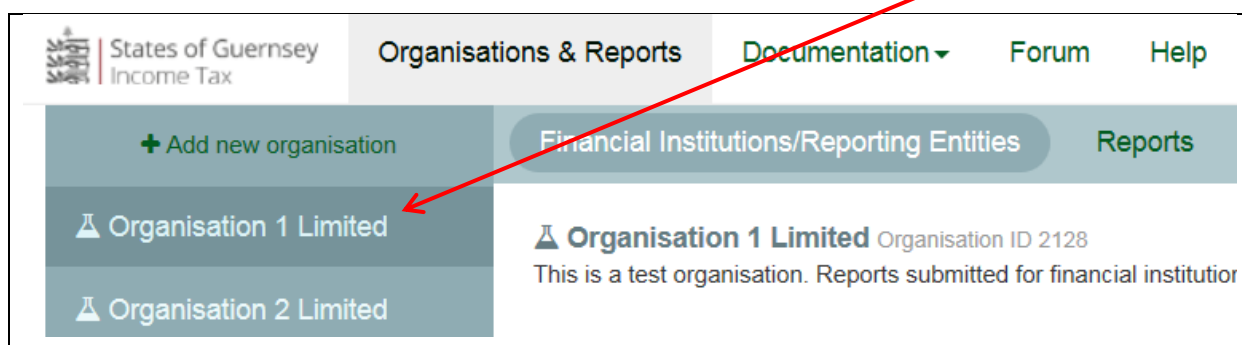 States of Guernsey
Income Tax
Organisations & Reports
Documentation
Forum
Help
+ Add new organisation
Financial Institutions/Reporting Entities
Reports
Organisation 1 Limited
Organisation 1 Limited Organisation ID 2128
This is a test organisation. Reports submitted for financial institution
Organisation 2 Limited